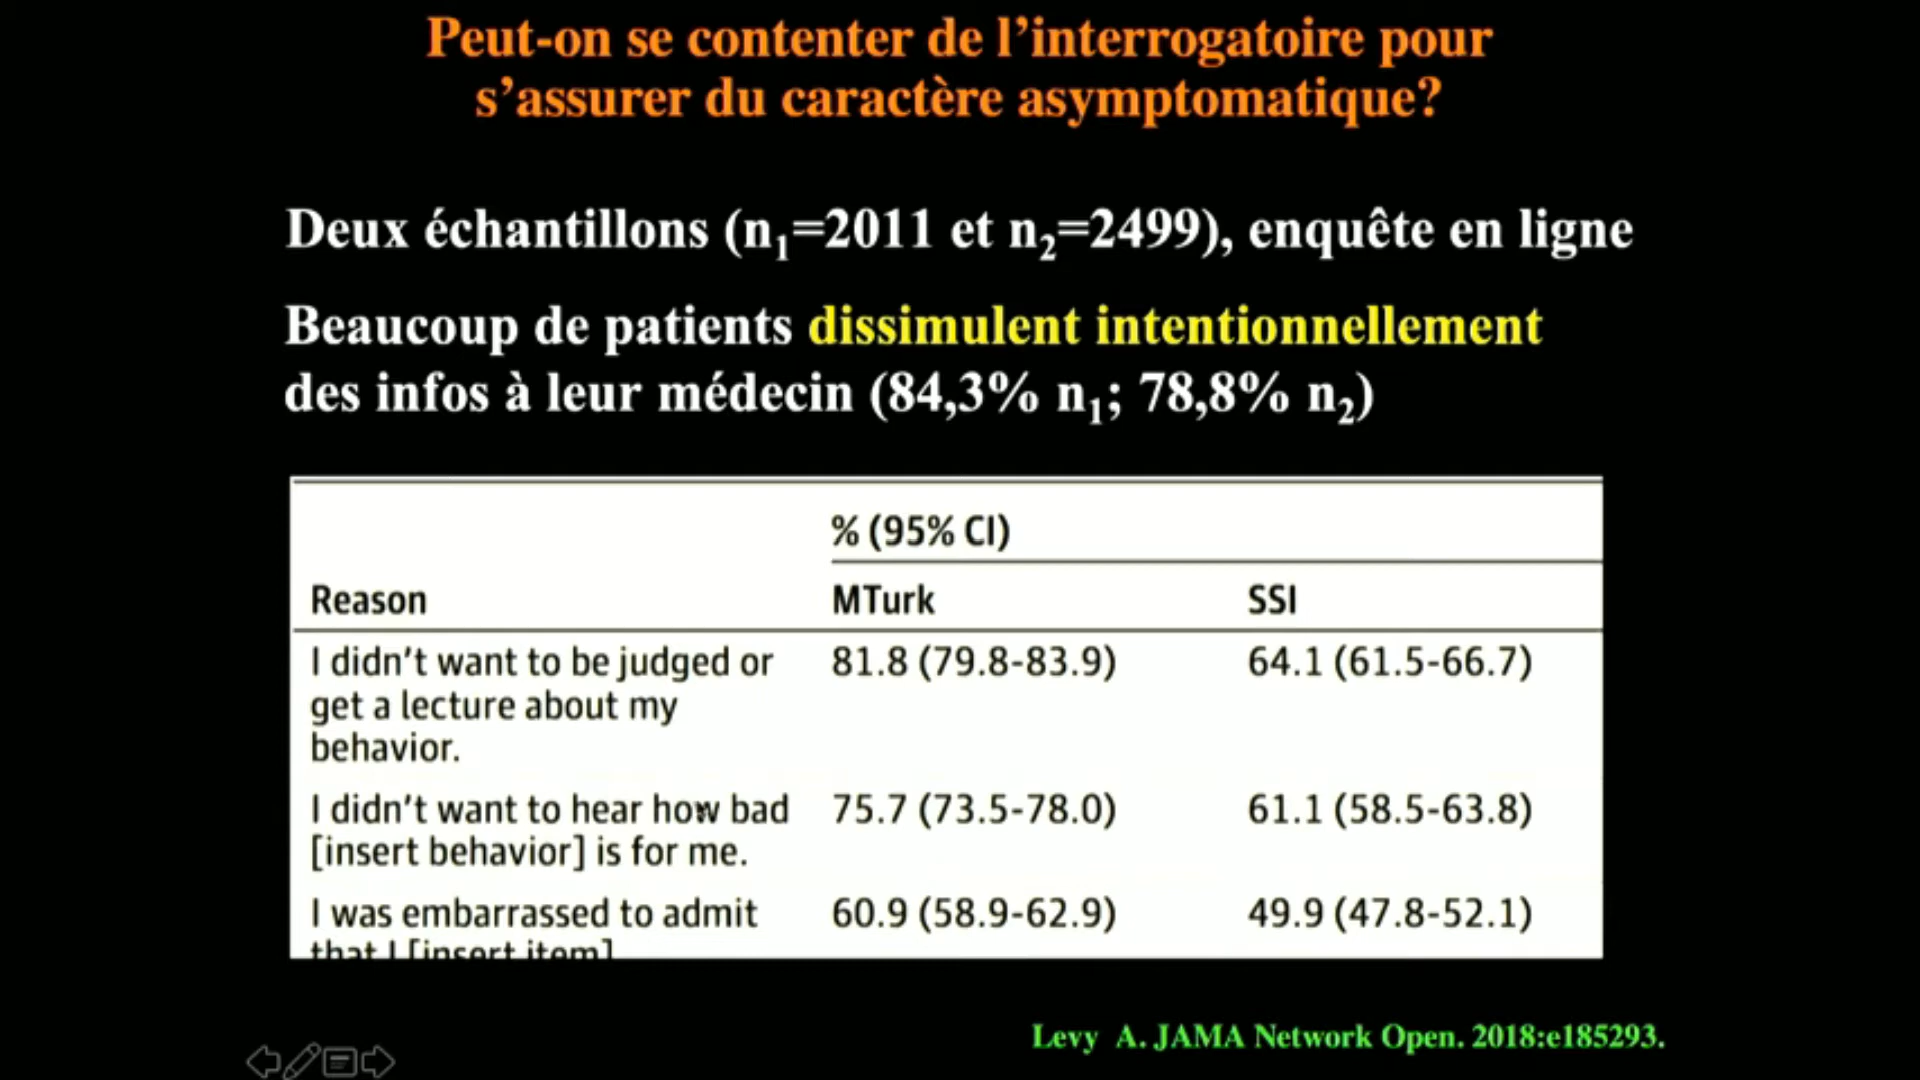 Peut-on se contenter de l’interrogatoire pour
s’assurer du caractère asymptomatique?
Deux échantillons (n₁=2011 et n₂=2499), enquête en ligne
Beaucoup de patients dissimulent intentionnellement
des infos à leur médecin (84,3% n₁; 78,8% n₂)
% (95% CI)
Reason MTurk SSI
I didn’t want to be judged or 81.8 (79.8-83.9) 64.1 (61.5-66.7)
get a lecture about my
behavior.
I didn’t want to hear how bad 75.7 (73.5-78.0) 61.1 (58.5-63.8)
[insert behavior] is for me.
I was embarrassed to admit 60.9 (58.9-62.9) 49.9 (47.8-52.1)
that I [insert item]
Levy A. JAMA Network Open. 2018:e185293.